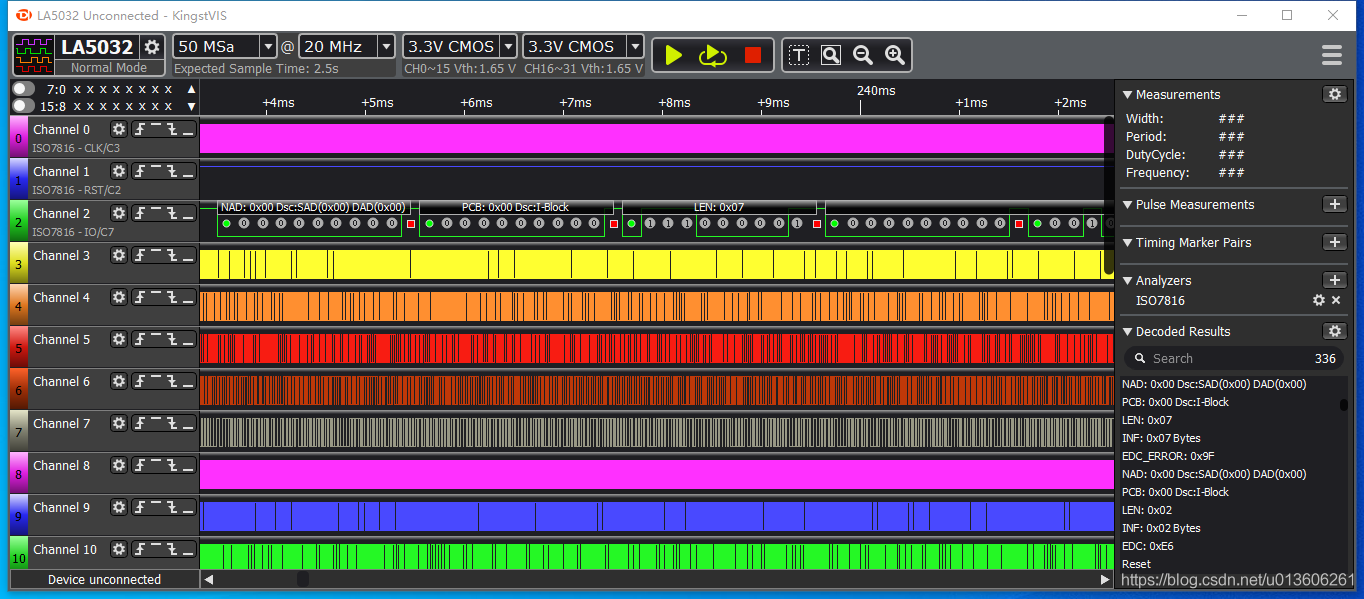 LA5032 Unconnected - KingstVIS
LA5032
Normal Mode
50 MSa @ 20 MHz
Expected Sample Time: 2.5s
3.3V CMOS
CH0~15 Vth:1.65 V
3.3V CMOS
CH16~31 Vth:1.65 V
7:0 x x x x x x x x
15:8 x x x x x x x x
+4ms +5ms +6ms +7ms +8ms +9ms 240ms +1ms +2ms
0 Channel 0
ISO7816 - CLK/C3
1 Channel 1
ISO7816 - RST/C2
2 Channel 2
ISO7816 - IO/C7
NAD: 0x00 Dsc:SAD(0x00) DAD(0x00) PCB: 0x00 Dsc:I-Block LEN: 0x07
0 0 0 0 0 0 0 0 0 0 0 0 0 0 0 0 0 0 1 1 1 0 0 0 0 0 1 0 0 0 0 0 0 0 0 0 0 0 1
3 Channel 3
4 Channel 4
5 Channel 5
6 Channel 6
7 Channel 7
8 Channel 8
9 Channel 9
10 Channel 10
Device unconnected
Measurements
Width: ###
Period: ###
DutyCycle: ###
Frequency: ###
Pulse Measurements
Timing Marker Pairs
Analyzers
ISO7816
Decoded Results
Search 336
NAD: 0x00 Dsc:SAD(0x00) DAD(0x00)
PCB: 0x00 Dsc:I-Block
LEN: 0x07
INF: 0x07 Bytes
EDC_ERROR: 0x9F
NAD: 0x00 Dsc:SAD(0x00) DAD(0x00)
PCB: 0x00 Dsc:I-Block
LEN: 0x02
INF: 0x02 Bytes
EDC: 0xE6
Reset
https://blog.csdn.net/u013606261